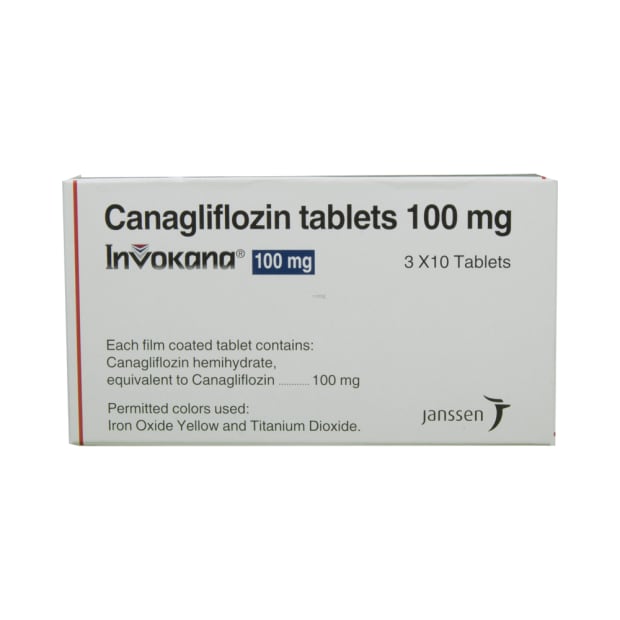 Canagliflozin tablets 100 mg
Invokana® 100 mg
3 X10 Tablets
Each film coated tablet contains:
Canagliflozin hemihydrate,
equivalent to Canagliflozin ............ 100 mg
Permitted colors used:
Iron Oxide Yellow and Titanium Dioxide.
janssen